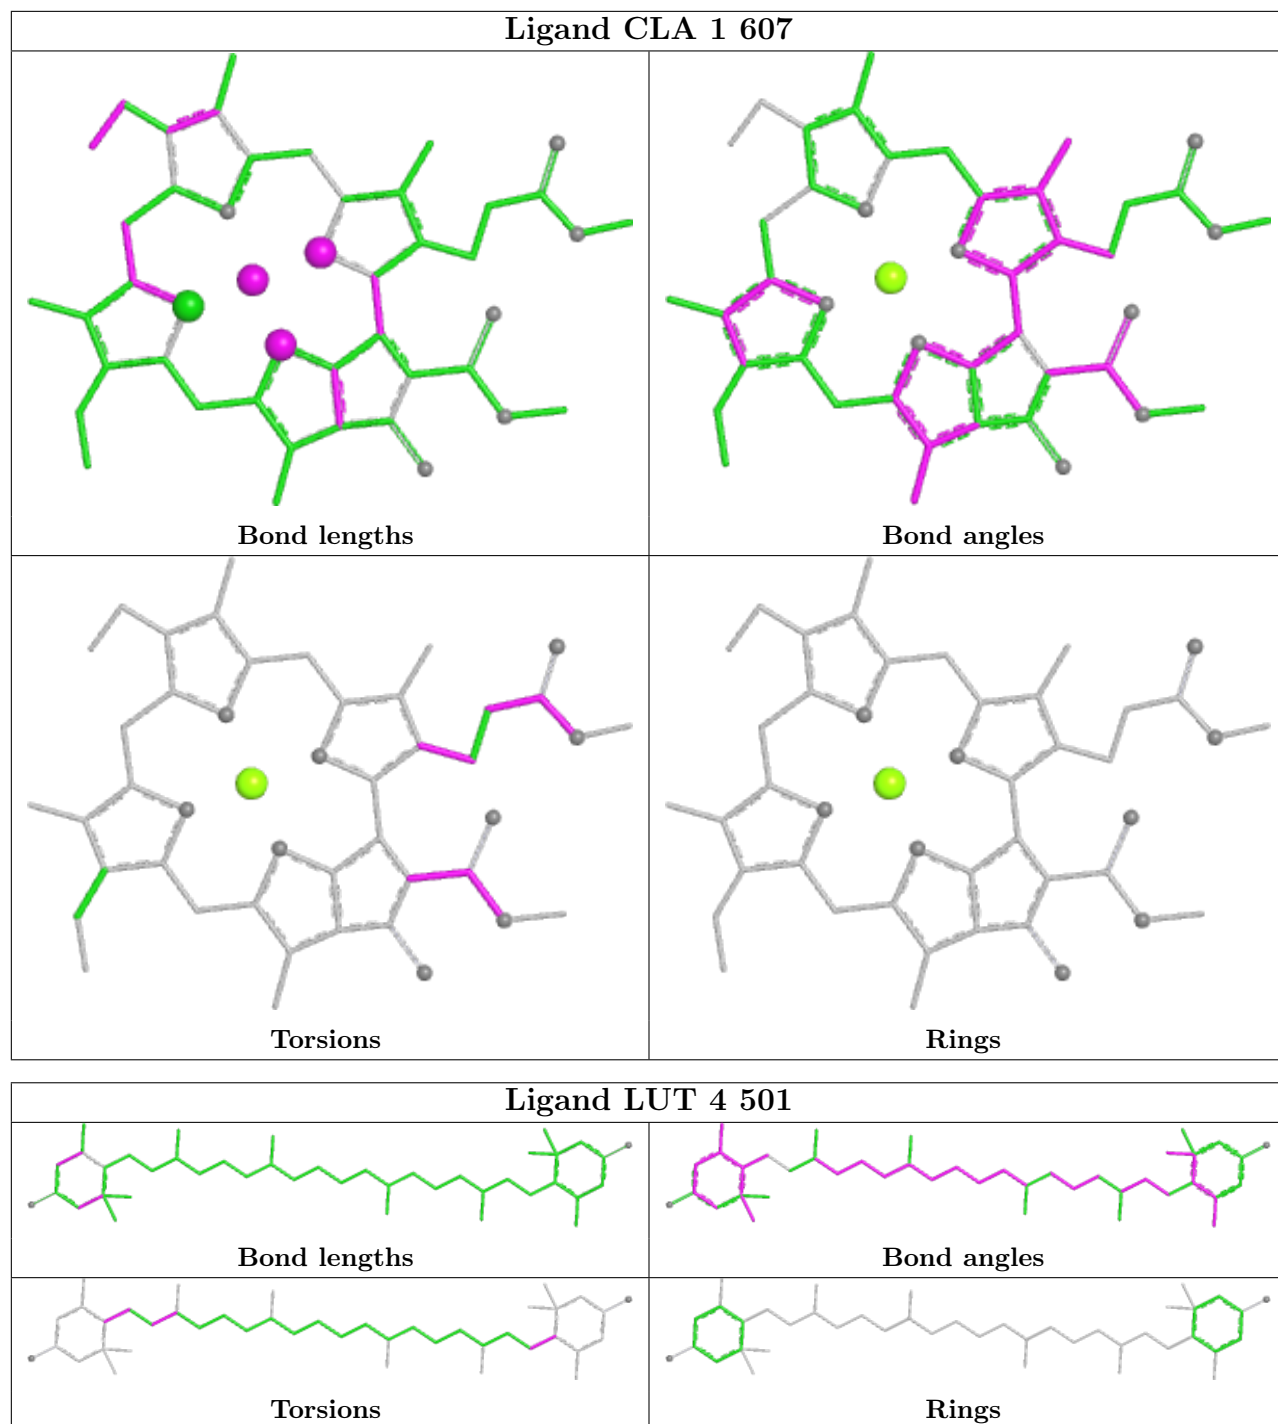 Ligand CLA 1 607
Bond lengths
Bond angles
Torsions
Rings
Ligand LUT 4 501
Bond lengths
Bond angles
Torsions
Rings